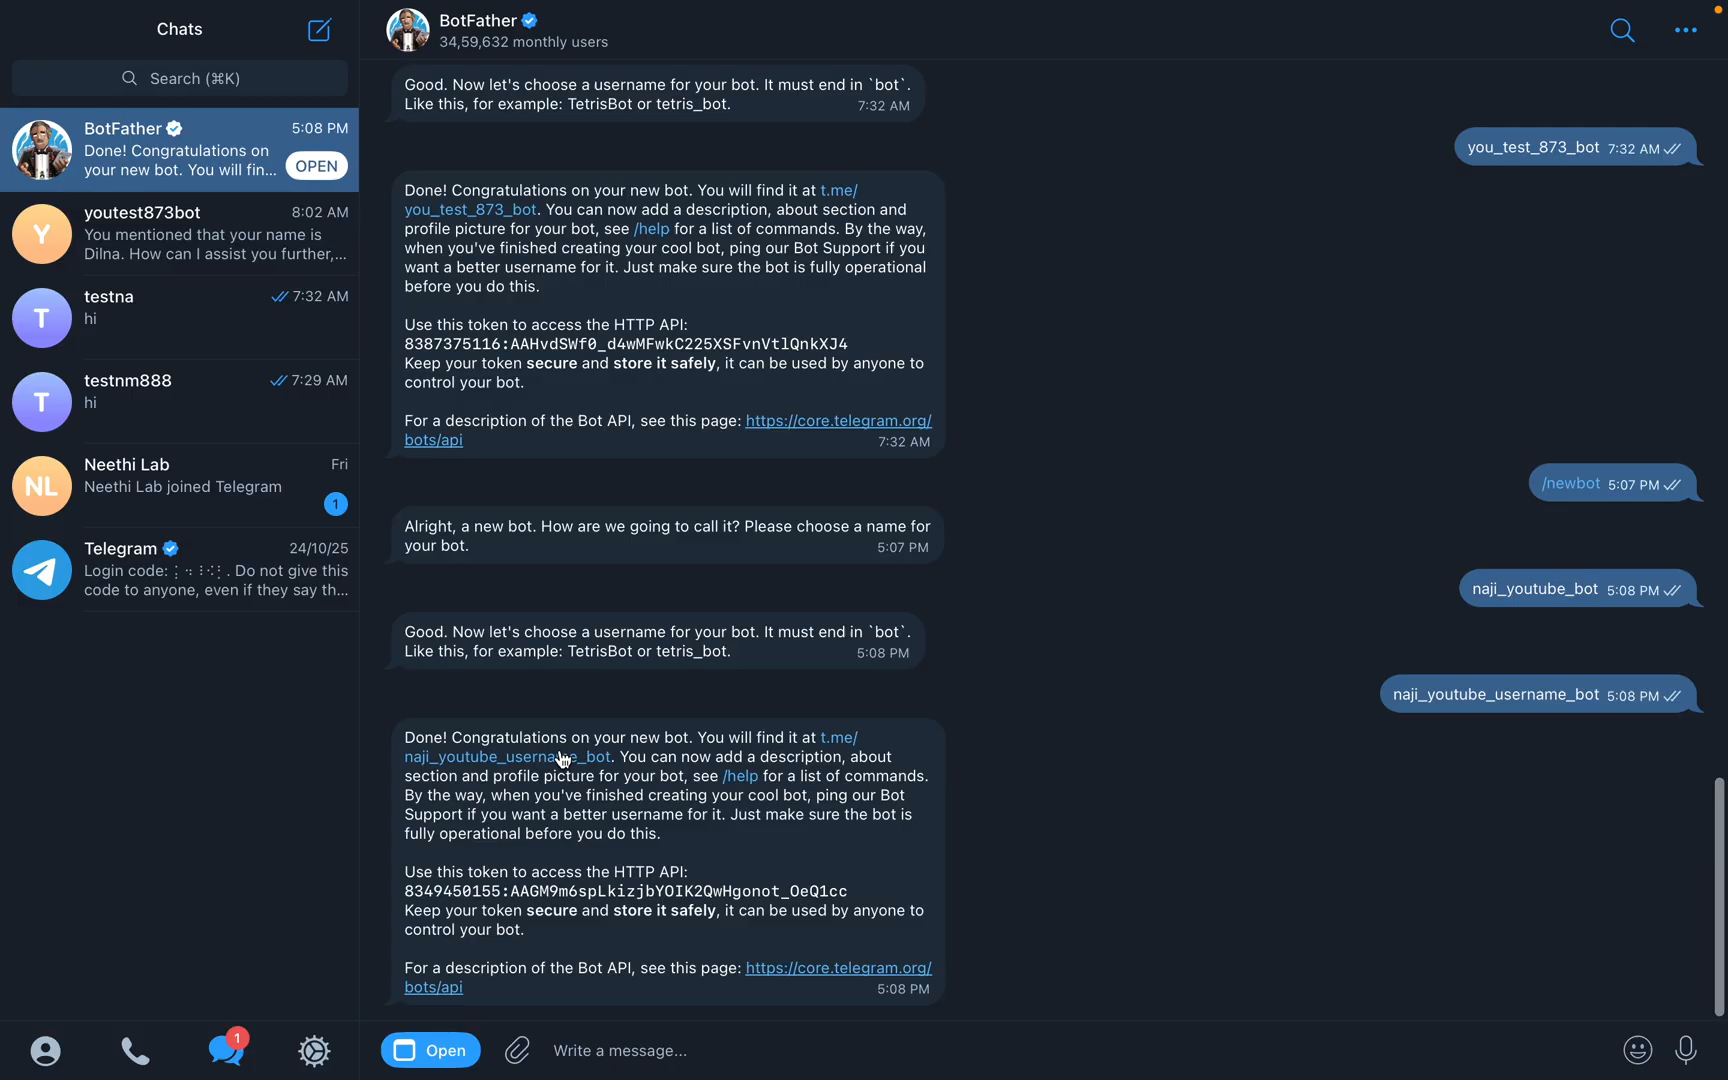 Chats
Search (⌘K)
BotFather
5:08 PM
Done! Congratulations on
your new bot. You will fin...
OPEN
Y
youtest873bot
8:02 AM
You mentioned that your name is
Dilna. How can I assist you further,...
T
testna
7:32 AM
hi
T
testnm888
7:29 AM
hi
NL
Neethi Lab
Fri
Neethi Lab joined Telegram
1
Telegram
24/10/25
Login code: . Do not give this
code to anyone, even if they say th...
1
BotFather
34,59,632 monthly users
Good. Now let's choose a username for your bot. It must end in `bot`.
Like this, for example: TetrisBot or tetris_bot.
7:32 AM
you_test_873_bot 7:32 AM
Done! Congratulations on your new bot. You will find it at t.me/
you_test_873_bot. You can now add a description, about section and
profile picture for your bot, see /help for a list of commands. By the way,
when you've finished creating your cool bot, ping our Bot Support if you
want a better username for it. Just make sure the bot is fully operational
before you do this.
Use this token to access the HTTP API:
8387375116:AAHvdSWf0_d4wMFwkC225XSFvnVtlQnkXJ4
Keep your token secure and store it safely, it can be used by anyone to
control your bot.
For a description of the Bot API, see this page: https://core.telegram.org/
bots/api
7:32 AM
/newbot 5:07 PM
Alright, a new bot. How are we going to call it? Please choose a name for
your bot.
5:07 PM
naji_youtube_bot 5:08 PM
Good. Now let's choose a username for your bot. It must end in `bot`.
Like this, for example: TetrisBot or tetris_bot.
5:08 PM
naji_youtube_username_bot 5:08 PM
Done! Congratulations on your new bot. You will find it at t.me/
naji_youtube_username_bot. You can now add a description, about
section and profile picture for your bot, see /help for a list of commands.
By the way, when you've finished creating your cool bot, ping our Bot
Support if you want a better username for it. Just make sure the bot is
fully operational before you do this.
Use this token to access the HTTP API:
8349450155:AAGM9m6spLkizjbYOIK2QwHgonot_OeQ1cc
Keep your token secure and store it safely, it can be used by anyone to
control your bot.
For a description of the Bot API, see this page: https://core.telegram.org/
bots/api
5:08 PM
Open
Write a message...